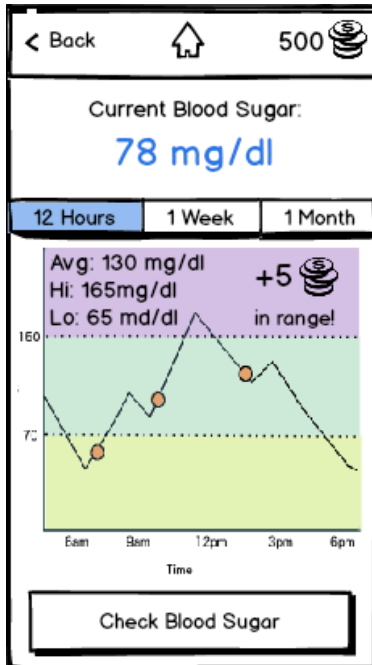 < Back
500
Current Blood Sugar:
78 mg/dl
12 Hours
1 Week
1 Month
Avg: 130 mg/dl
Hi: 165mg/dl
Lo: 65 md/dl
+5
in range!
160
70
6am
9am
12pm
3pm
6pm
Time
Check Blood Sugar